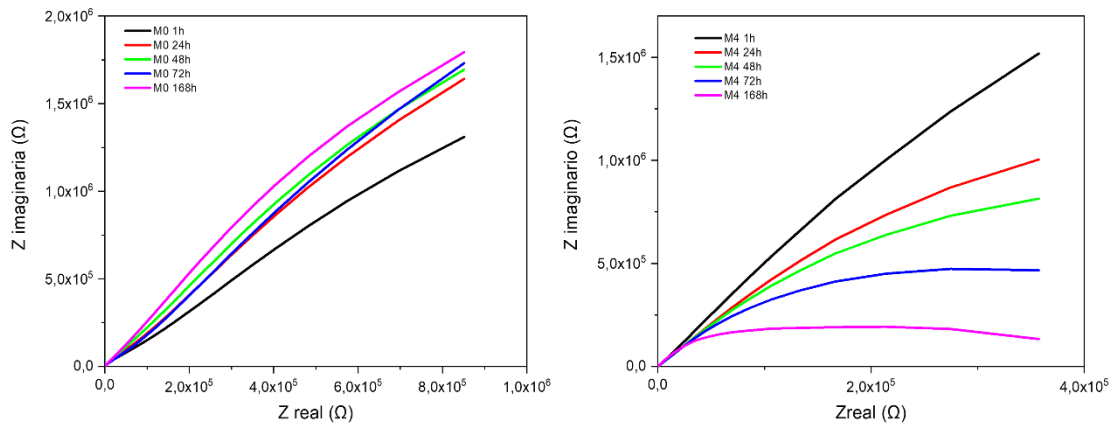 2,0x10⁶
1,5x10⁶
1,0x10⁶
5,0x10⁵
0,0
Z imaginaria (Ω)
M0 1h
M0 24h
M0 48h
M0 72h
M0 168h
0,0
2,0x10⁵
4,0x10⁵
6,0x10⁵
8,0x10⁵
1,0x10⁶
Z real (Ω)
1,5x10⁶
1,0x10⁶
5,0x10⁵
0,0
Z imaginario (Ω)
M4 1h
M4 24h
M4 48h
M4 72h
M4 168h
0,0
2,0x10⁵
4,0x10⁵
Zreal (Ω)